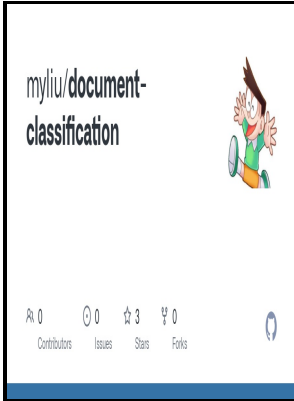 myliu/document-
classification
0 0 3 0
Contributors Issues Stars Forks